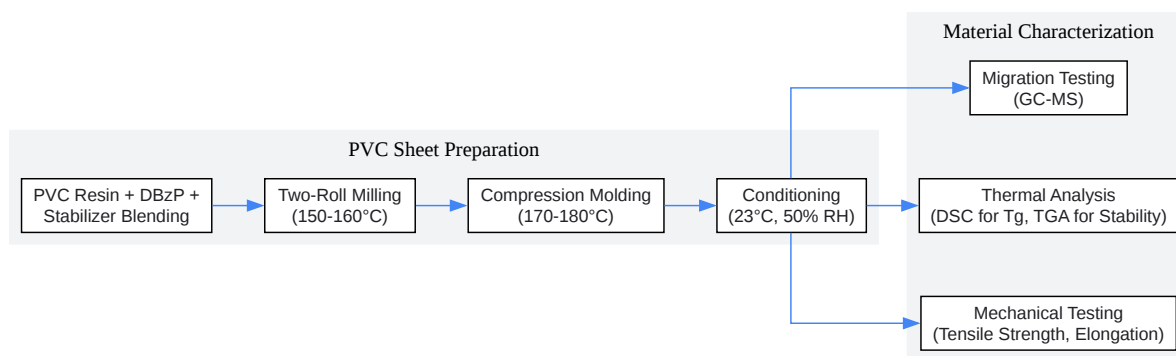 Material Characterization
Migration Testing
(GC-MS)
PVC Sheet Preparation
PVC Resin + DBzP +
Stabilizer Blending
Two-Roll Milling
(150-160°C)
Compression Molding
(170-180°C)
Conditioning
(23°C, 50% RH)
Thermal Analysis
(DSC for Tg, TGA for Stability)
Mechanical Testing
(Tensile Strength, Elongation)